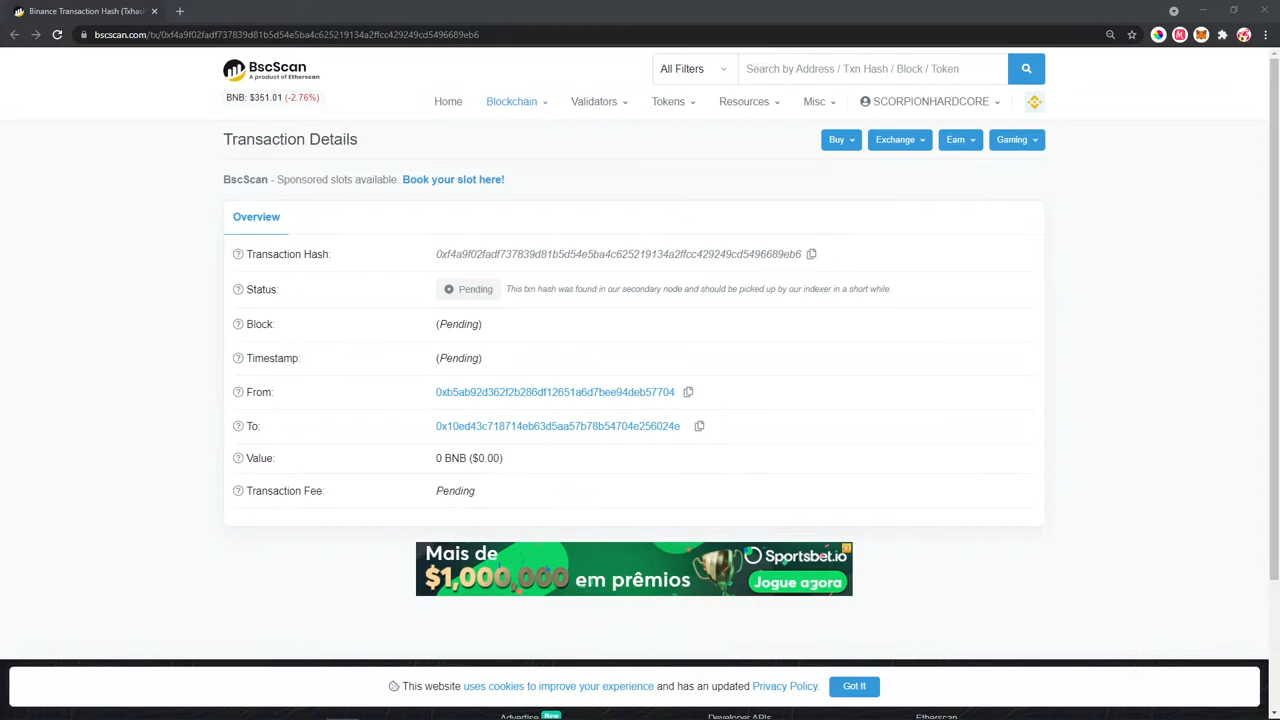 Binance Transaction Hash (Txhas
bscscan.com/tx/0xf4a9f02fadf737839d81b5d54e5ba4c625219134a2ffcc429249cd5496689eb6
BscScan
A product of Etherscan
All Filters
Search by Address / Txn Hash / Block / Token
BNB: $351.01 (-2.76%)
Home
Blockchain
Validators
Tokens
Resources
Misc
SCORPIONHARDCORE
Transaction Details
Buy
Exchange
Earn
Gaming
BscScan - Sponsored slots available. Book your slot here!
Overview
Transaction Hash: 0xf4a9f02fadf737839d81b5d54e5ba4c625219134a2ffcc429249cd5496689eb6
Status: Pending This txn hash was found in our secondary node and should be picked up by our indexer in a short while.
Block: (Pending)
Timestamp: (Pending)
From: 0xb5ab92d362f2b286df12651a6d7bee94deb57704
To: 0x10ed43c718714eb63d5aa57b78b54704e256024e
Value: 0 BNB ($0.00)
Transaction Fee: Pending
Mais de
$1,000,000 em prêmios
Sportsbet.io
Jogue agora
This website uses cookies to improve your experience and has an updated Privacy Policy.
Got It
Advertise New
Developer APIs
Etherscan